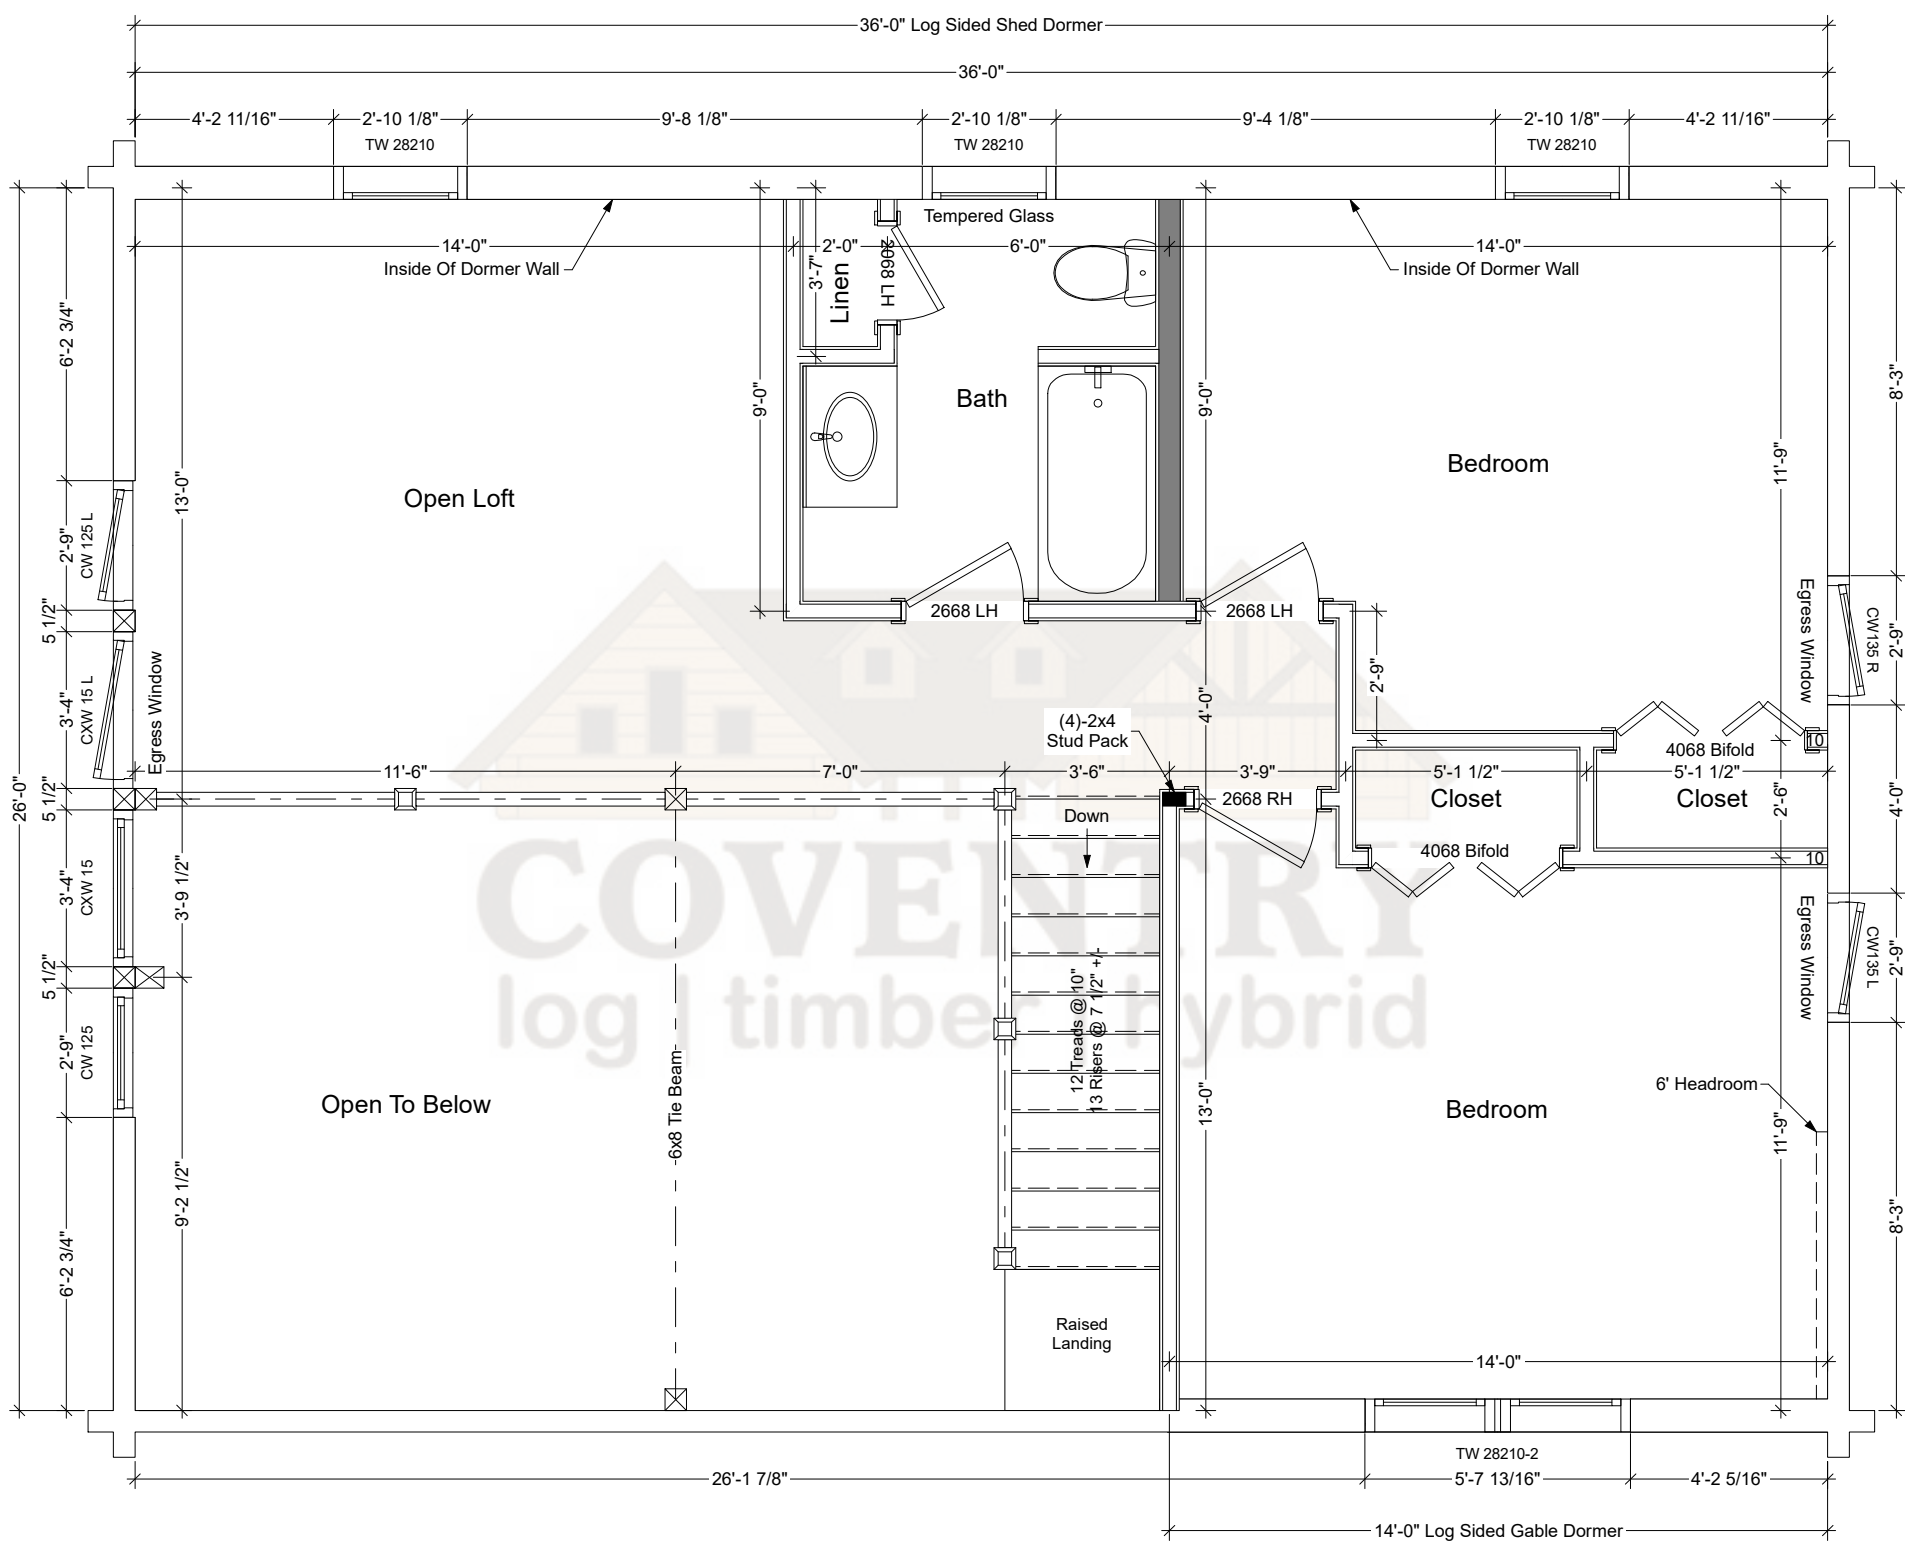 36'-0" Log Sided Shed Dormer
36'-0"
4'-2 11/16"
2'-10 1/8"
9'-8 1/8"
2'-10 1/8"
9'-4 1/8"
2'-10 1/8"
4'-2 11/16"
TW 28210
TW 28210
TW 28210
Tempered Glass
14'-0"
2'-0"
6'-0"
14'-0"
Inside Of Dormer Wall
Inside Of Dormer Wall
3'-7"
Linen
2068 LH
6'-2 3/4"
9'-0"
9'-0"
8'-3"
Bath
Bedroom
11'-9"
13'-0"
Open Loft
2'-9"
CW 125 L
5 1/2"
2668 LH
2668 LH
Egress Window
CW135 R
2'-9"
3'-4"
CXW 15 L
Egress Window
2'-9"
4'-0"
(4)-2x4
Stud Pack
4068 Bifold
10
11'-6"
7'-0"
3'-6"
3'-9"
5'-1 1/2"
5'-1 1/2"
26'-0"
5 1/2"
2668 RH
Closet
Closet
2'-6"
4'-0"
Down
4068 Bifold
10
3'-4"
CXW 15
3'-9 1/2"
COVENTRY
log | timber | hybrid
Egress Window
CW135 L
2'-9"
5 1/2"
2'-9"
CW 125
12 Treads @ 10"
13 Risers @ 7 1/2" +/-
6x8 Tie Beam
Open To Below
13'-0"
Bedroom
6' Headroom
11'-9"
9'-2 1/2"
8'-3"
6'-2 3/4"
Raised
Landing
14'-0"
TW 28210-2
26'-1 7/8"
5'-7 13/16"
4'-2 5/16"
14'-0" Log Sided Gable Dormer